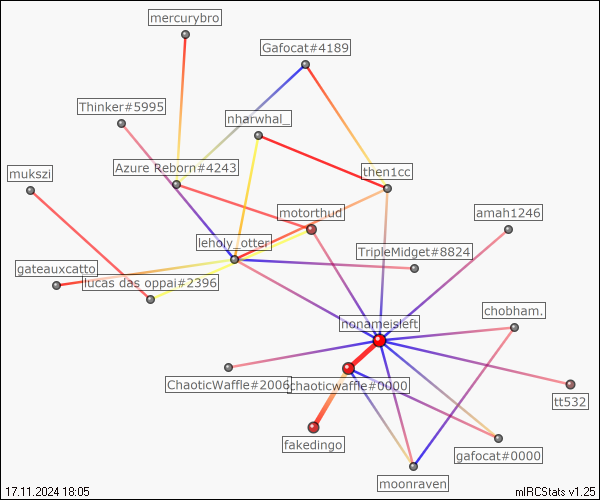 mercurybro
Gafocat#4189
Thinker#5995
nharwhal_
Azure Reborn#4243
then1cc
mukszi
motorthud
amah1246
leholy_otter
TripleMidget#8824
gateauxcatto
lucas das oppai#2396
chobham.
nonameisleft
ChaoticWaffle#2006
chaoticwaffle#0000
tt532
fakedingo
gafocat#0000
moonraven
17.11.2024 18:05
mIRCStats v1.25